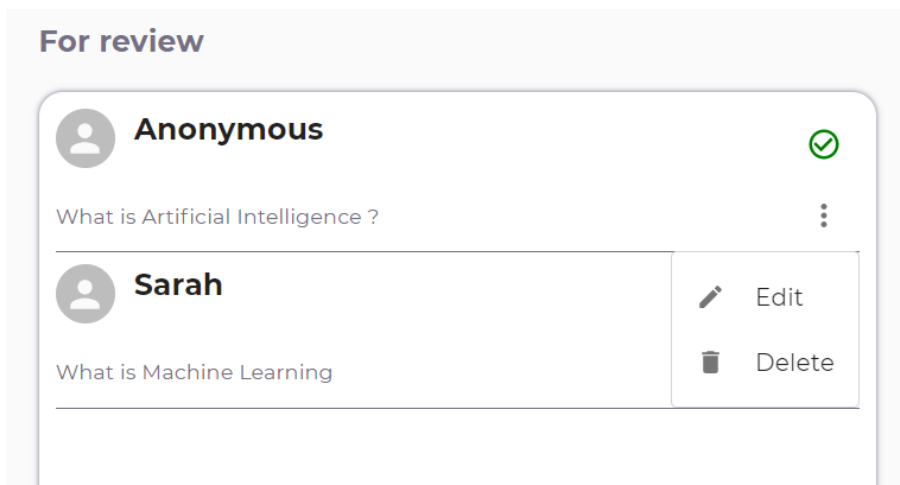 For review
Anonymous
What is Artificial Intelligence ?
Sarah
Edit
What is Machine Learning
Delete